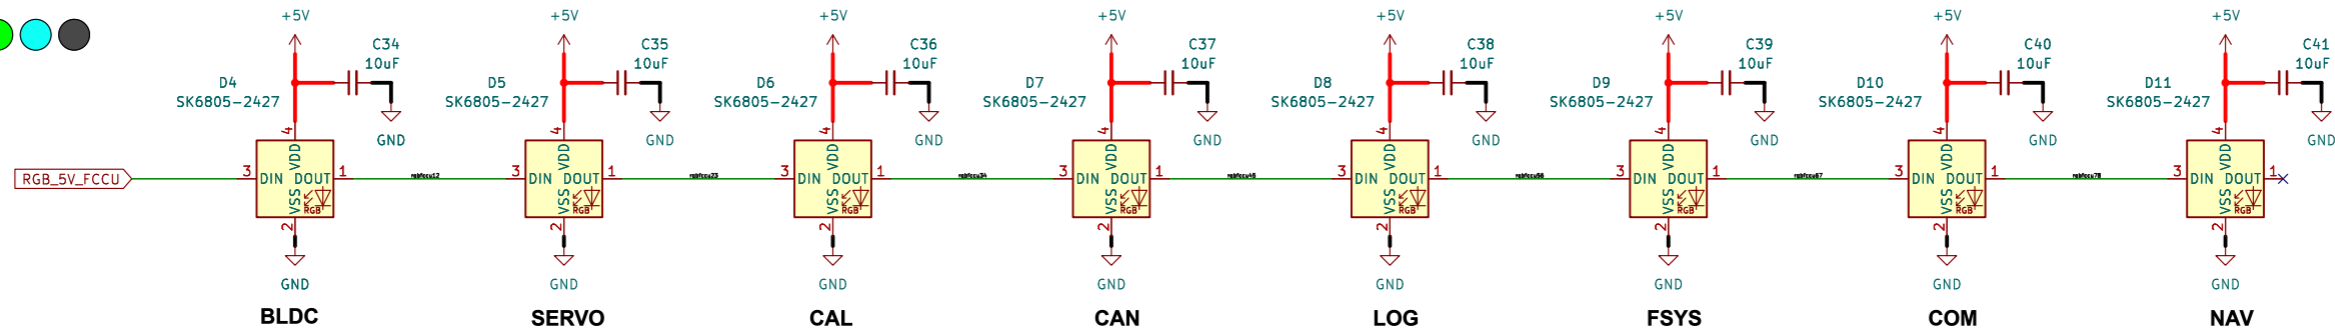 +5V +5V +5V +5V +5V +5V +5V +5V
C34 C35 C36 C37 C38 C39 C40 C41
10uF 10uF 10uF 10uF 10uF 10uF 10uF 10uF
D4 D5 D6 D7 D8 D9 D10 D11
SK6805-2427 SK6805-2427 SK6805-2427 SK6805-2427 SK6805-2427 SK6805-2427 SK6805-2427 SK6805-2427
4 4 4 4 4 4 4 4
GND GND GND GND GND GND GND GND
VDD VDD VDD VDD VDD VDD VDD VDD
RGB_5V_FCCU 3 DIN DOUT 1 rgbfccu12 3 DIN DOUT 1 rgbfccu23 3 DIN DOUT 1 rgbfccu34 3 DIN DOUT 1 rgbfccu45 3 DIN DOUT 1 rgbfccu56 3 DIN DOUT 1 rgbfccu67 3 DIN DOUT 1 rgbfccu78 3 DIN DOUT 1
VSS RGB VSS RGB VSS RGB VSS RGB VSS RGB VSS RGB VSS RGB VSS RGB
2 2 2 2 2 2 2 2
GND GND GND GND GND GND GND GND
BLDC SERVO CAL CAN LOG FSYS COM NAV